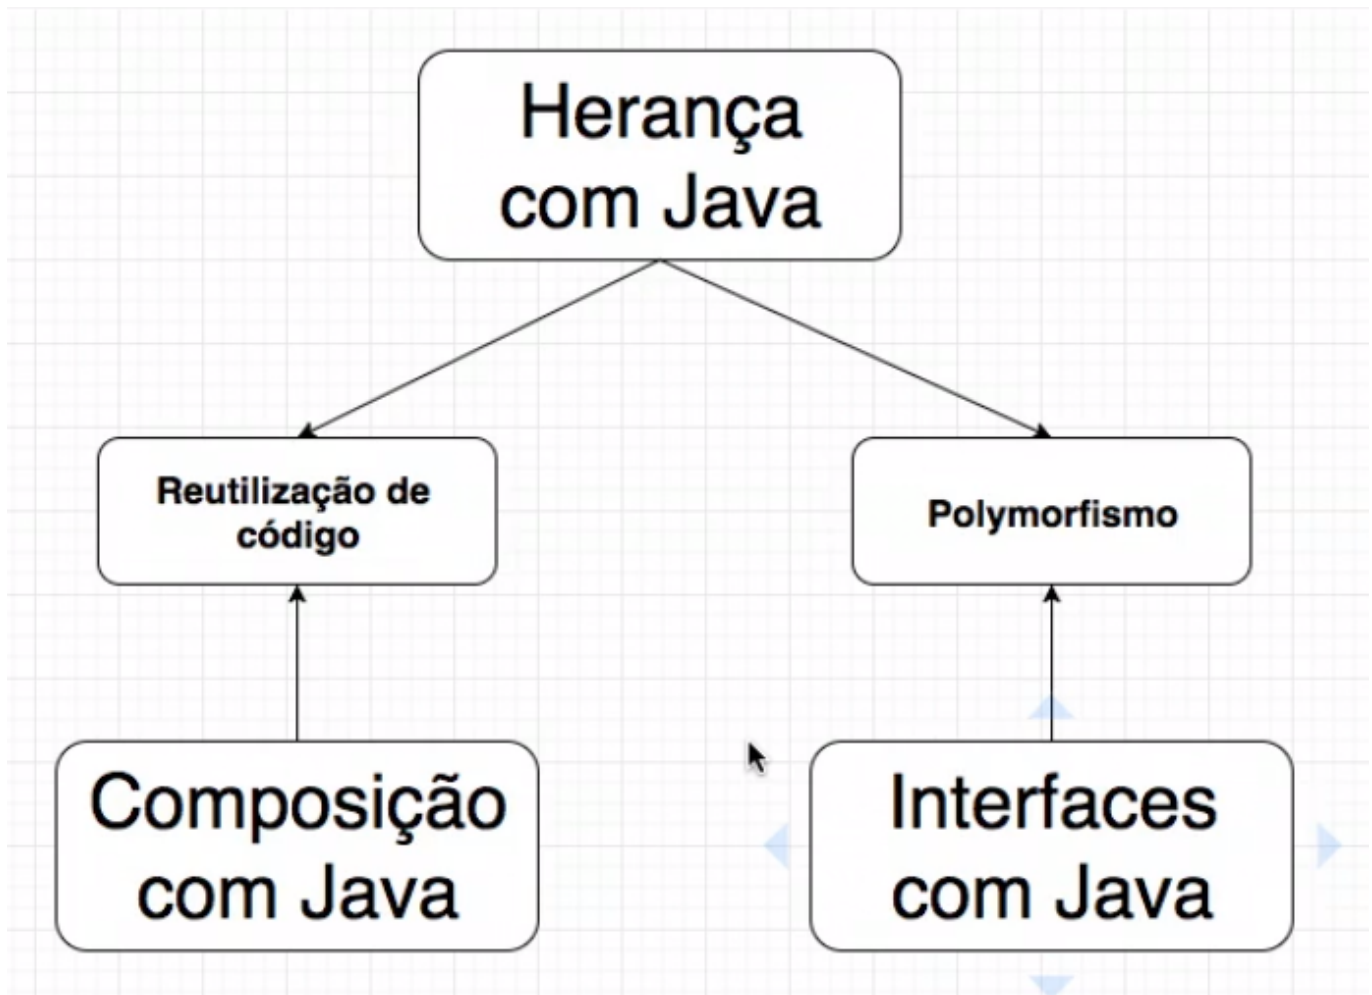 Herança
com Java
Reutilização de
código
Polymorfismo
Composição
com Java
Interfaces
com Java